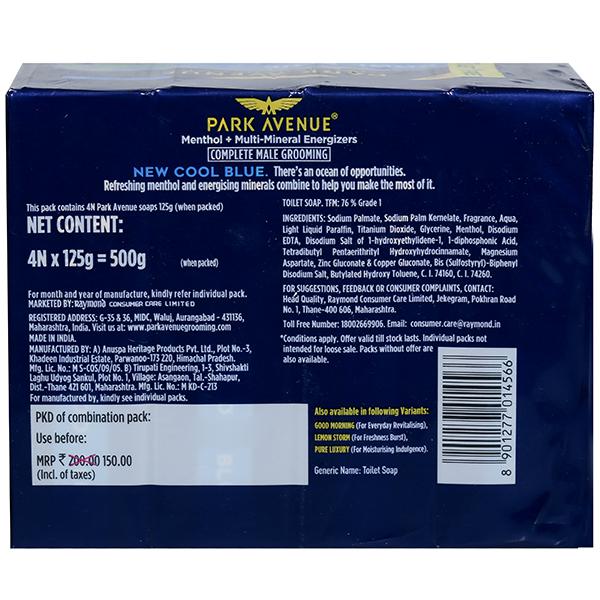 PARK AVENUE®
Menthol + Multi-Mineral Energizers
COMPLETE MALE GROOMING
NEW COOL BLUE. There's an ocean of opportunities.
Refreshing menthol and energising minerals combine to help you make the most of it.
This pack contains 4N Park Avenue soaps 125g (when packed)
NET CONTENT:
4N x 125g = 500g (when packed)
For month and year of manufacture, kindly refer individual pack.
MARKETED BY: Raymond CONSUMER CARE LIMITED
REGISTERED ADDRESS: G-35 & 36, MIDC, Waluj, Aurangabad - 431136,
Maharashtra, India. Visit us at: www.parkavenuegrooming.com
MADE IN INDIA.
MANUFACTURED BY: A) Anuspa Heritage Products Pvt. Ltd., Plot No.-3,
Khadeen Industrial Estate, Parwanoo-173 220, Himachal Pradesh.
Mfg. Lic. No.: M S-COS/09/05. B) Tirupati Engineering, 1-3, Shivshakti
Laghu Udyog Sankul, Plot No. 1, Village: Asangaon, Tal.-Shahapur,
Dist.-Thane 421 601, Maharashtra. Mfg. Lic. No.: M KD-C-213
For manufactured by, kindly see individual packs.
PKD of combination pack:
Use before:
MRP ₹ 200.00 150.00
(Incl. of taxes)
TOILET SOAP. TFM: 76 % Grade 1
INGREDIENTS: Sodium Palmate, Sodium Palm Kernelate, Fragrance, Aqua,
Light Liquid Paraffin, Titanium Dioxide, Glycerine, Menthol, Disodium
EDTA, Disodium Salt of 1-hydroxyethylidene-1, 1-diphosphonic Acid,
Tetradibutyl Pentaerithrityl Hydroxyhydrocinnamate, Magnesium
Aspartate, Zinc Gluconate & Copper Gluconate, Bis (Sulfostyryl)-Biphenyl
Disodium Salt, Butylated Hydroxy Toluene, C. I. 74160, C. I. 74260.
FOR SUGGESTIONS, FEEDBACK OR CONSUMER COMPLAINTS, CONTACT:
Head Quality, Raymond Consumer Care Limited, Jekegram, Pokhran Road
No. 1, Thane-400 606, Maharashtra.
Toll Free Number: 18002669906. Email: consumer.care@raymond.in
*Conditions apply. Offer valid till stock lasts. Individual packs not
intended for loose sale. Packs without offer are
also available.
Also available in following Variants:
GOOD MORNING (For Everyday Revitalising),
LEMON STORM (For Freshness Burst),
PURE LUXURY (For Moisturising Indulgence).
Generic Name: Toilet Soap
8 901277 014566